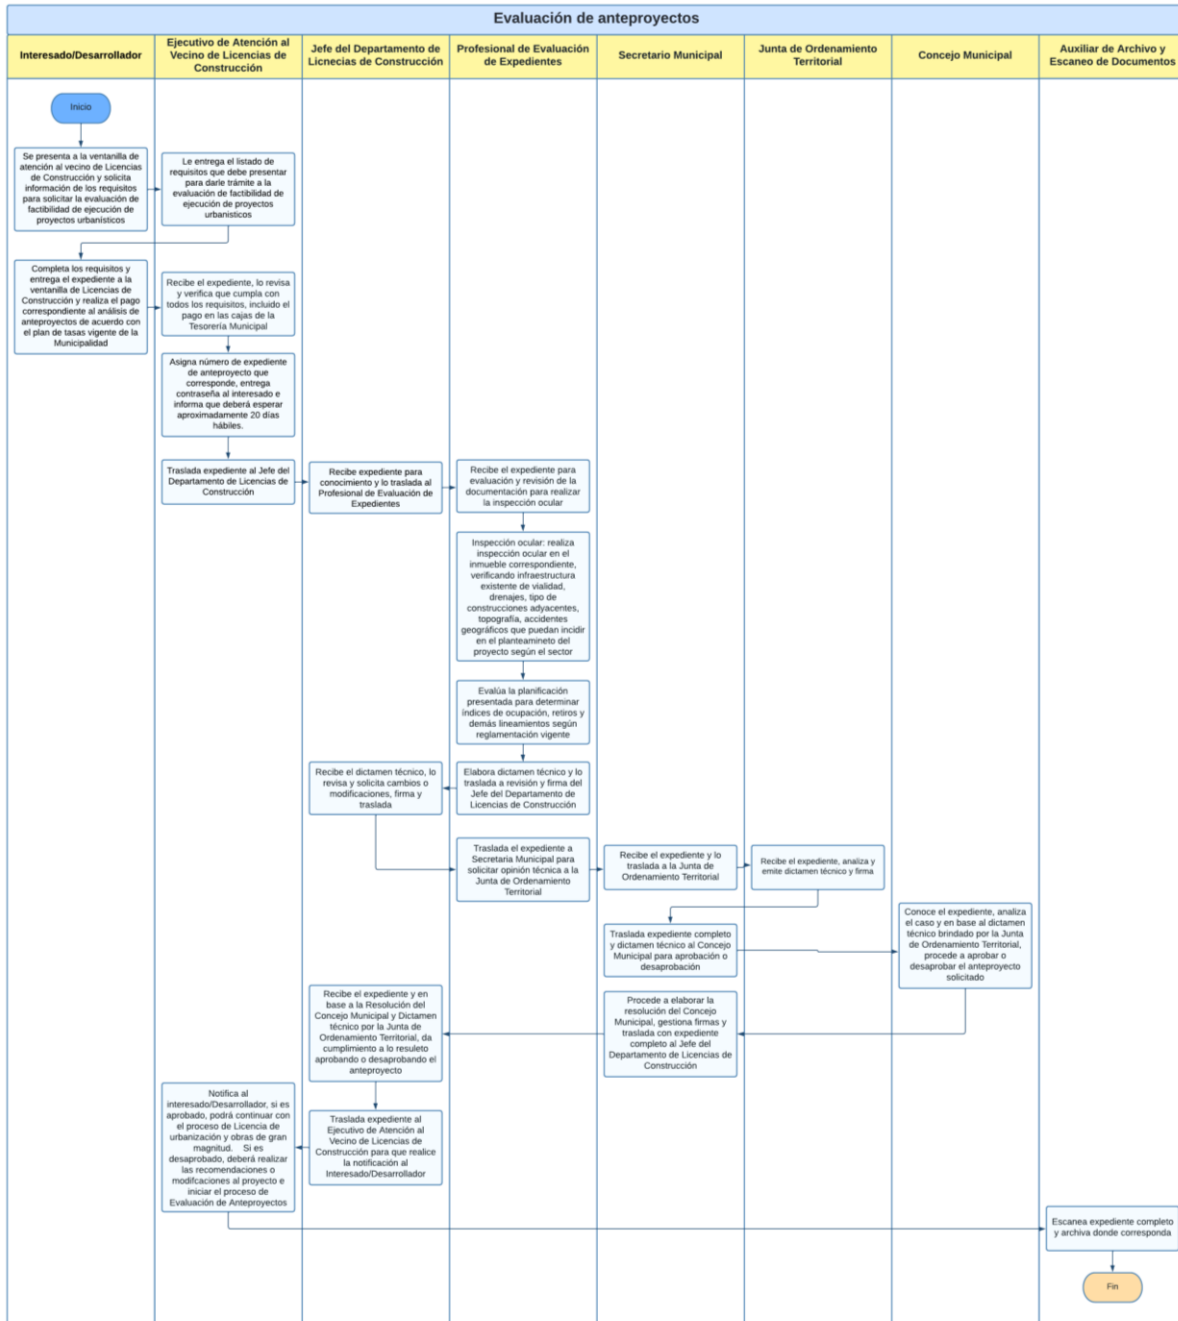 Evaluación de anteproyectos
Interesado/Desarrollador
Ejecutivo de Atención al
Vecino de Licencias de
Construcción
Jefe del Departamento de
Licnecias de Construcción
Profesional de Evaluación
de Expedientes
Secretario Municipal
Junta de Ordenamiento
Territorial
Concejo Municipal
Auxiliar de Archivo y
Escaneo de Documentos
Inicio
Se presenta a la ventanilla de
atención al vecino de Licencias
de Construcción y solicita
información de los requisitos
para solicitar la evaluación de
factibilidad de ejecución de
proyectos urbanísticos
Le entrega el listado de
requisitos que debe presentar
para darle trámite a la
evaluación de factibilidad de
ejecución de proyectos
urbanisticos
Completa los requisitos y
entrega el expediente a la
ventanilla de Licencias de
Construcción y realiza el pago
correspondiente al análisis de
anteproyectos de acuerdo con
el plan de tasas vigente de la
Municipalidad
Recibe el expediente, lo revisa
y verifica que cumpla con
todos los requisitos, incluido el
pago en las cajas de la
Tesorería Municipal
Asigna número de expediente
de anteproyecto que
corresponde, entrega
contraseña al interesado e
informa que deberá esperar
aproximadamente 20 días
hábiles.
Traslada expediente al Jefe del
Departamento de Licencias de
Construcción
Recibe expediente para
conocimiento y lo traslada al
Profesional de Evaluación de
Expedientes
Recibe el expediente para
evaluación y revisión de la
documentación para realizar
la inspección ocular
Inspección ocular: realiza
inspección ocular en el
inmueble correspondiente,
verificando infraestructura
existente de vialidad,
drenajes, tipo de
construcciones adyacentes,
topografía, accidentes
geográficos que puedan incidir
en el planteamineto del
proyecto según el sector
Evalúa la planificación
presentada para determinar
índices de ocupación, retiros y
demás lineamientos según
reglamentación vigente
Elabora dictamen técnico y lo
traslada a revisión y firma del
Jefe del Departamento de
Licencias de Construcción
Recibe el dictamen técnico, lo
revisa y solicita cambios o
modificaciones, firma y
traslada
Traslada el expediente a
Secretaria Municipal para
solicitar opinión técnica a la
Junta de Ordenamiento
Territorial
Recibe el expediente y lo
traslada a la Junta de
Ordenamiento Territorial
Recibe el expediente, analiza y
emite dictamen técnico y firma
Traslada expediente completo
y dictamen técnico al Concejo
Municipal para aprobación o
desaprobación
Conoce el expediente, analiza
el caso y en base al dictamen
técnico brindado por la Junta
de Ordenamiento Territorial,
procede a aprobar o
desaprobar el anteproyecto
solicitado
Procede a elaborar la
resolución del Concejo
Municipal, gestiona firmas y
traslada con expediente
completo al Jefe del
Departamento de Licencias de
Construcción
Recibe el expediente y en
base a la Resolución del
Concejo Municipal y Dictamen
técnico por la Junta de
Ordenamiento Territorial, da
cumplimiento a lo resuleto
aprobando o desaprobando el
anteproyecto
Traslada expediente al
Ejecutivo de Atención al
Vecino de Licencias de
Construcción para que realice
la notificación al
Interesado/Desarrollador
Notifica al
interesado/Desarrollador, si es
aprobado, podrá continuar con
el proceso de Licencia de
urbanización y obras de gran
magnitud. Si es
desaprobado, deberá realizar
las recomendaciones o
modifcaciones al proyecto e
iniciar el proceso de
Evaluación de Anteproyectos
Escanea expediente completo
y archiva donde corresponda
Fin